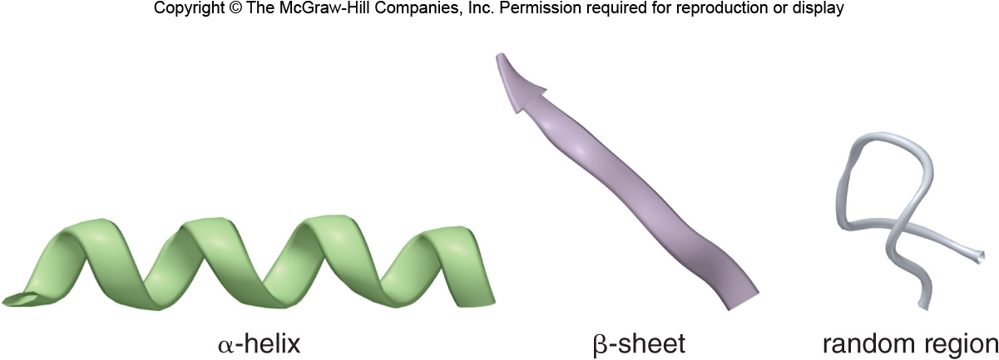 Copyright © The McGraw-Hill Companies, Inc. Permission required for reproduction or display
α-helix
β-sheet
random region